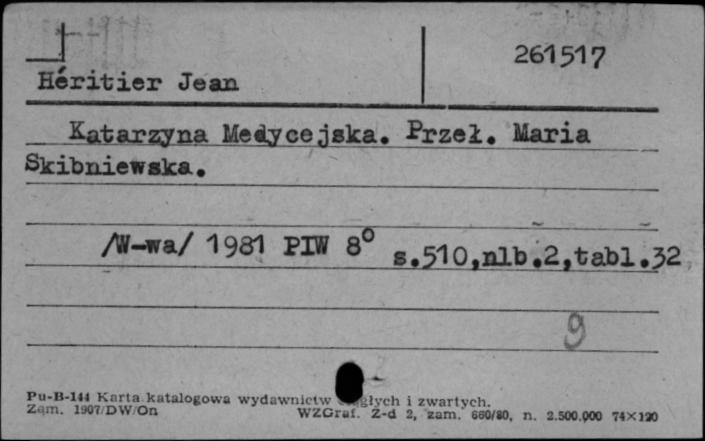 261517
Héritier Jean
Katarzyna Medycejska. Przeł. Maria
Skibniewska.
/W-wa/ 1981 PIW 8° s.510,nlb.2,tabl.32
9
Pu-B-144 Karta katalogowa wydawnictw i zwartych.
Zam. 1907/DW/On WZGraf. Z-d 2, zam. 660/80, n. 2.500.000 74×120